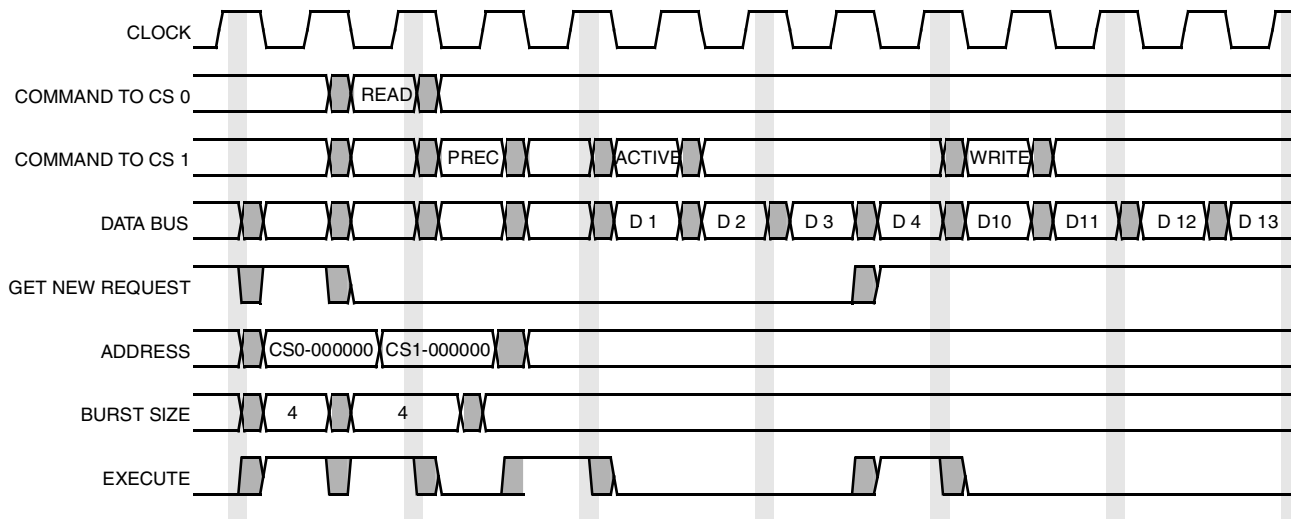 CLOCK
COMMAND TO CS 0 READ
COMMAND TO CS 1 PREC ACTIVE WRITE
DATA BUS D 1 D 2 D 3 D 4 D10 D11 D 12 D 13
GET NEW REQUEST
ADDRESS CS0-000000 CS1-000000
BURST SIZE 4 4
EXECUTE